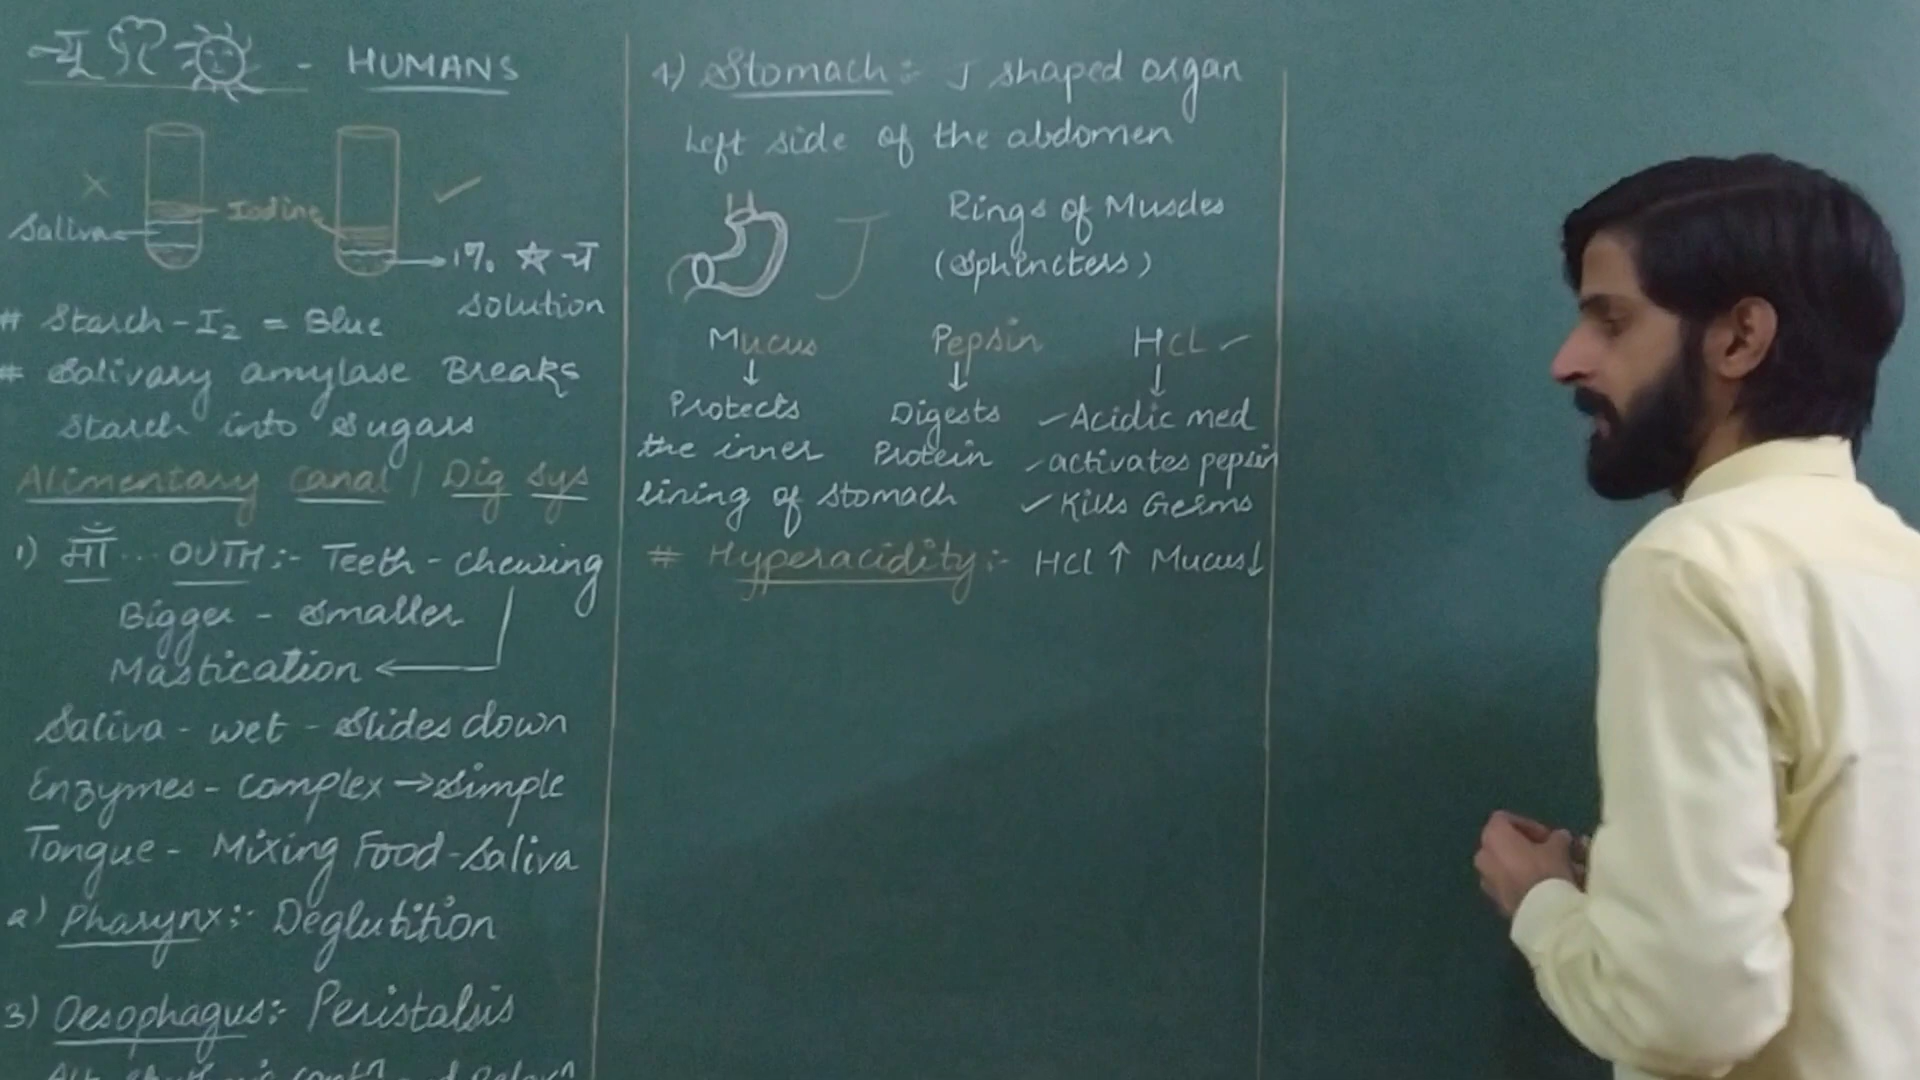 न्यू - HUMANS
Saliva
Iodine
1% ☆र्च
solution
# Starch - I2 = Blue
# Salivary amylase Breaks
starch into sugars
Alimentary canal / Dig sys
1) माँ... OUTH :- Teeth - chewing
Bigger - smaller
Mastication ←
Saliva - wet - slides down
Enzymes - complex → simple
Tongue - Mixing Food - saliva
2) Pharynx :- Deglutition
3) Oesophagus :- Peristalsis
4) Stomach :- J shaped organ
Left side of the abdomen
J
Rings of Muscles
(sphincters)
Mucus Pepsin HCL ✓
↓ ↓ ↓
Protects Digests ✓ Acidic med
the inner Protein ✓ activates pepsin
lining of stomach ✓ Kills Germs
# Hyperacidity :- HCl ↑ Mucus ↓